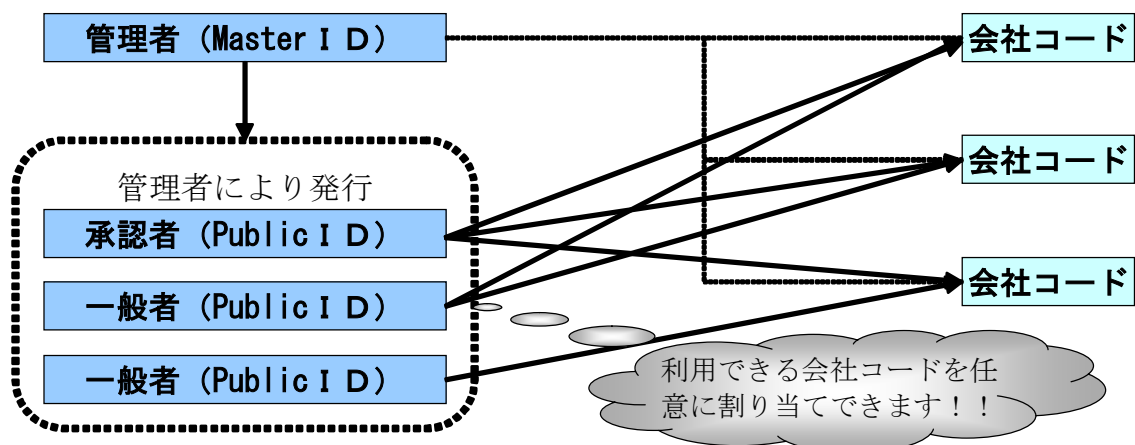 管理者（MasterＩＤ）
会社コード
会社コード
管理者により発行
承認者（PublicＩＤ）
会社コード
一般者（PublicＩＤ）
一般者（PublicＩＤ）
利用できる会社コードを任
意に割り当てできます！！